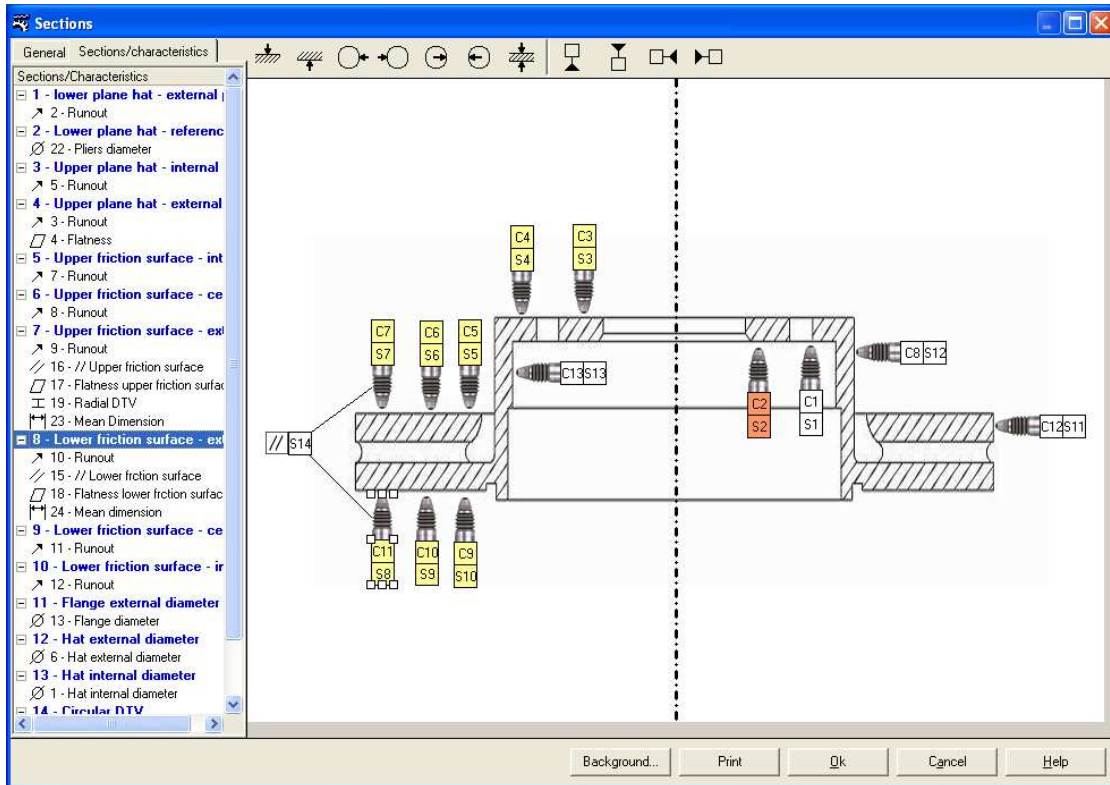 Sections
General Sections/characteristics
Sections/Characteristics
1 - lower plane hat - external
2 - Runout
2 - Lower plane hat - referenc
22 - Pliers diameter
3 - Upper plane hat - internal
5 - Runout
4 - Upper plane hat - external
3 - Runout
4 - Flatness
5 - Upper friction surface - int
7 - Runout
6 - Upper friction surface - ce
8 - Runout
7 - Upper friction surface - ext
9 - Runout
16 - // Upper friction surface
17 - Flatness upper friction surfac
19 - Radial DTV
23 - Mean Dimension
8 - Lower friction surface - ext
10 - Runout
15 - // Lower frction surface
18 - Flatness lower frction surfac
24 - Mean dimension
9 - Lower friction surface - ce
11 - Runout
10 - Lower friction surface - ir
12 - Runout
11 - Flange external diameter
13 - Flange diameter
12 - Hat external diameter
6 - Hat external diameter
13 - Hat internal diameter
1 - Hat internal diameter
14 - Circular DTV
C4 C3
S4 S3
C7 C6 C5
S7 S6 S5
C8 S12
C13 S13
C2 C1
S2 S1
C12 S11
// S14
C11 C10 C9
S8 S9 S10
Background... Print Ok Cancel Help